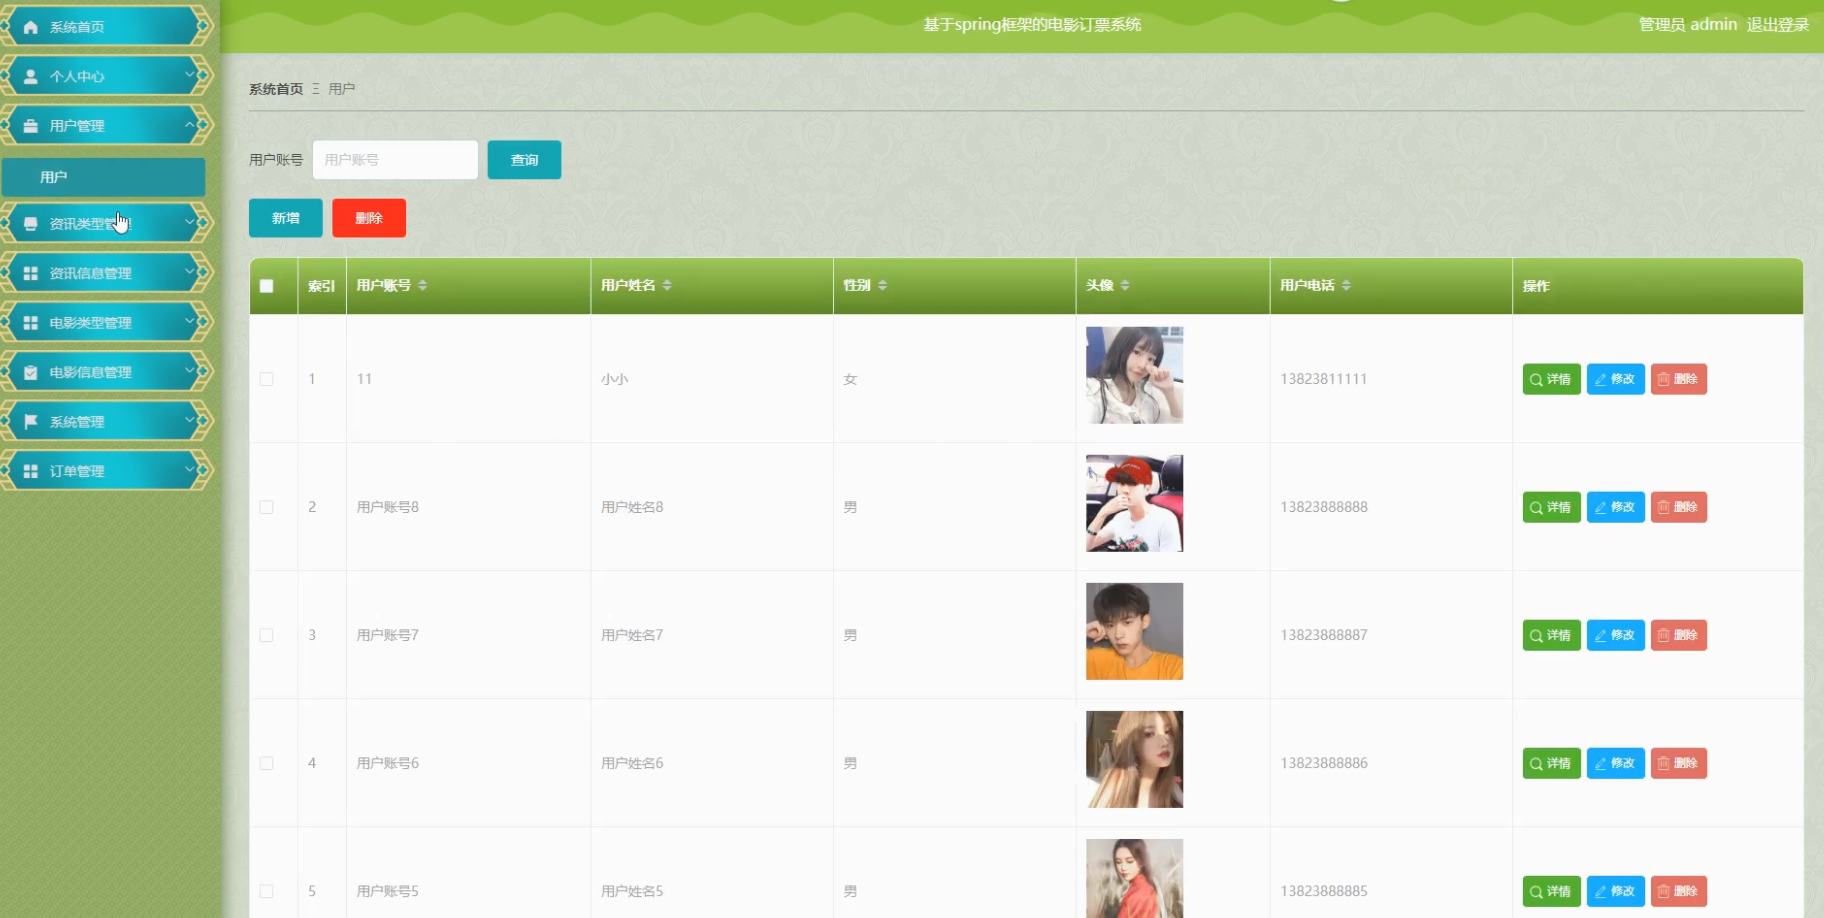 基于spring框架的电影订票系统
管理员 admin 退出登录
系统首页
个人中心
用户管理
用户
资讯类型管理
资讯信息管理
电影类型管理
电影信息管理
系统管理
订单管理
系统首页 Ξ 用户
用户账号 用户账号 查询
新增 删除
索引 用户账号 用户姓名 性别 头像 用户电话 操作
1 11 小小 女 13823811111 详情 修改 删除
2 用户账号8 用户姓名8 男 13823888888 详情 修改 删除
3 用户账号7 用户姓名7 男 13823888887 详情 修改 删除
4 用户账号6 用户姓名6 男 13823888886 详情 修改 删除
5 用户账号5 用户姓名5 男 13823888885 详情 修改 删除